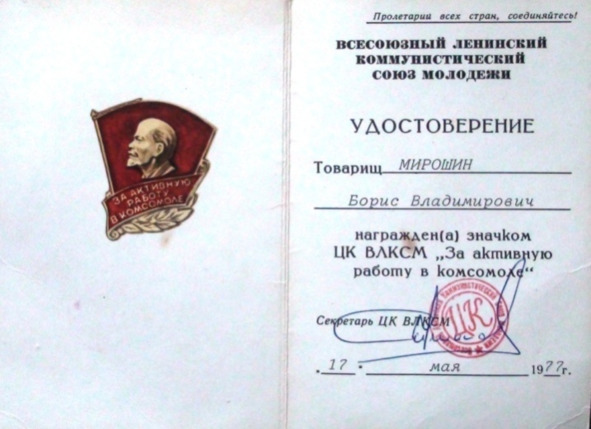 ЗА АКТИВНУЮ
РАБОТУ
В КОМСОМОЛЕ
Пролетарии всех стран, соединяйтесь!
ВСЕСОЮЗНЫЙ ЛЕНИНСКИЙ
КОММУНИСТИЧЕСКИЙ
СОЮЗ МОЛОДЕЖИ
УДОСТОВЕРЕНИЕ
Товарищ МИРОШИН
Борис Владимирович
награжден(а) значком
ЦК ВЛКСМ „За активную
работу в комсомоле“
Секретарь ЦК ВЛКСМ
ЦК
"17" мая 1977г.